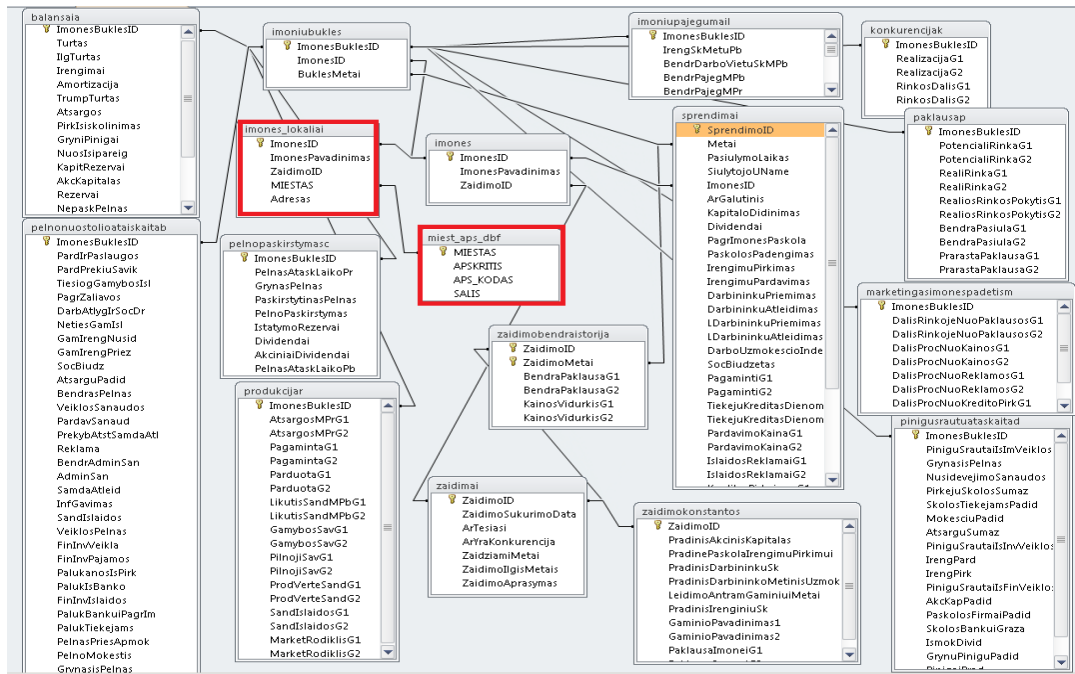 balansaia
ImonesBuklesID
Turtas
IlgTurtas
Irengimai
Amortizacija
TrumpTurtas
Atsargos
PirkIsiskolinimas
GryniPinigai
NuosIsipareig
KapitRezervai
AkcKapitalas
Rezervai
NepaskPelnas
pelnonuostolioataiskaitab
ImonesBuklesID
PardIrPaslaugos
PardPrekiuSavik
TiesiogGamybosIsl
PagrZaliavos
DarbAtlygIrSocDr
NetiesGamIsl
GamIrengNusid
GamIrengPriez
SocBiudz
AtsarguPadid
BendrasPelnas
VeiklosSanaudos
PardavSanaud
PrekybAtstSamdaAtl
Reklama
BendrAdminSan
AdminSan
SamdaAtleid
InfGavimas
SandIslaidos
VeiklosPelnas
FinInvVeikla
FinInvPajamos
PalukanosIsPirk
PalukIsBanko
FinInvIslaidos
PalukBankuiPagrIm
PalukTiekejams
PelnasPriesApmok
PelnoMokestis
GrynasisPelnas
imoniubukles
ImonesBuklesID
ImonesID
BuklesMetai
imones_lokaliai
ImonesID
ImonesPavadinimas
ZaidimoID
MIESTAS
Adresas
pelnopaskirstymasc
ImonesBuklesID
PelnasAtaskLaikoPr
GrynasPelnas
PaskirstytinasPelnas
PelnoPaskirstymas
IstatymoRezervai
Dividendai
AkciniaiDividendai
PelnasAtaskLaikoPb
produkcijar
ImonesBuklesID
AtsargosMPrG1
AtsargosMPrG2
PagamintaG1
PagamintaG2
ParduotaG1
ParduotaG2
LikutisSandMPbG1
LikutisSandMPbG2
GamybosSavG1
GamybosSavG2
PilnojiSavG1
PilnojiSavG2
ProdVerteSandG1
ProdVerteSandG2
SandIslaidosG1
SandIslaidosG2
MarketRodiklisG1
MarketRodiklisG2
imones
ImonesID
ImonesPavadinimas
ZaidimoID
miest_aps_dbf
MIESTAS
APSKRITIS
APS_KODAS
SALIS
zaidimobendraistorija
ZaidimoID
ZaidimoMetai
BendraPaklausaG1
BendraPaklausaG2
KainosVidurkisG1
KainosVidurkisG2
zaidimai
ZaidimoID
ZaidimoSukurimoData
ArTesiasi
ArYraKonkurencija
ZaidziamiMetai
ZaidimoIlgisMetais
ZaidimoAprasymas
imoniupajegumail
ImonesBuklesID
IrengSkMetuPb
BendrDarboVietuSkMPb
BendrPajegMPb
BendrPajegMPr
sprendimai
SprendimoID
Metai
PasiulymoLaikas
SiulytojoUName
ImonesID
ArGalutinis
KapitaloDidinimas
Dividendai
PagrImonesPaskola
PaskolosPadengimas
IrengimuPirkimas
IrengimuPardavimas
DarbininkuPriemimas
DarbininkuAtleidimas
LDarbininkuPriemimas
LDarbininkuAtleidimas
DarboUzmokescioInde
SocBiudzetas
PagamintiG1
PagamintiG2
TiekejuKreditasDienom
TiekejuKreditasDienom
PardavimoKainaG1
PardavimoKainaG2
IslaidosReklamaiG1
IslaidosReklamaiG2
zaidimokonstantos
ZaidimoID
PradinisAkcinisKapitalas
PradinePaskolaIrengimuPirkimui
PradinisDarbininkuSk
PradinisDarbininkoMetinisUzmok
LeidimoAntramGaminiuiMetai
PradinisIrenginiuSk
GaminioPavadinimas1
GaminioPavadinimas2
PaklausaImoneiG1
konkurencijak
ImonesBuklesID
RealizacijaG1
RealizacijaG2
RinkosDalisG1
RinkosDalisG2
paklausap
ImonesBuklesID
PotencialiRinkaG1
PotencialiRinkaG2
RealiRinkaG1
RealiRinkaG2
RealiosRinkosPokytisG1
RealiosRinkosPokytisG2
BendraPasiulaG1
BendraPasiulaG2
PrarastaPaklausaG1
PrarastaPaklausaG2
marketingasimonespadetism
ImonesBuklesID
DalisRinkojeNuoPaklausosG1
DalisRinkojeNuoPaklausosG2
DalisProcNuoKainosG1
DalisProcNuoKainosG2
DalisProcNuoReklamosG1
DalisProcNuoReklamosG2
DalisProcNuoKreditoPirkG1
pinigusrautuataskaitad
ImonesBuklesID
PiniguSrautaiIsImVeiklos
GrynasisPelnas
NusidevejimoSanaudos
PirkejuSkolosSumaz
SkolosTiekejamsPadid
MokesciuPadid
AtsarguSumaz
PiniguSrautaiIsInvVeiklos
IrengPard
IrengPirk
PiniguSrautaiIsFinVeiklos
AkcKapPadid
PaskolosFirmaiPadid
SkolosBankuiGraza
IsmokDivid
GrynuPiniguPadid